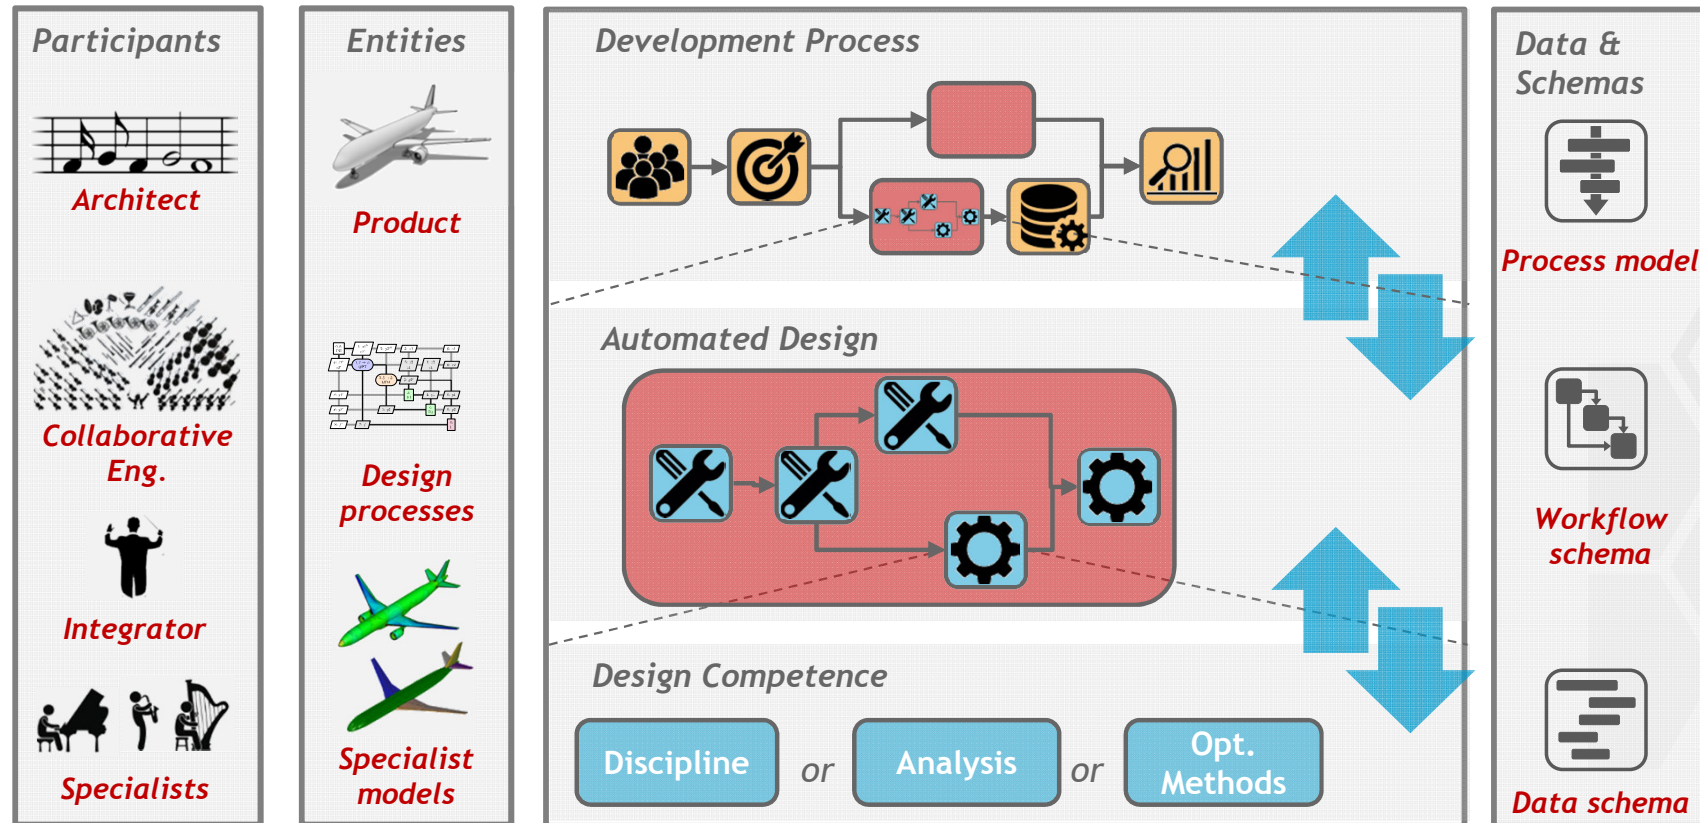 Participants
Architect
Collaborative
Eng.
Integrator
Specialists
Entities
Product
Design
processes
Specialist
models
Development Process
Automated Design
Design Competence
Discipline
or
Analysis
or
Opt.
Methods
Data &
Schemas
Process model
Workflow
schema
Data schema